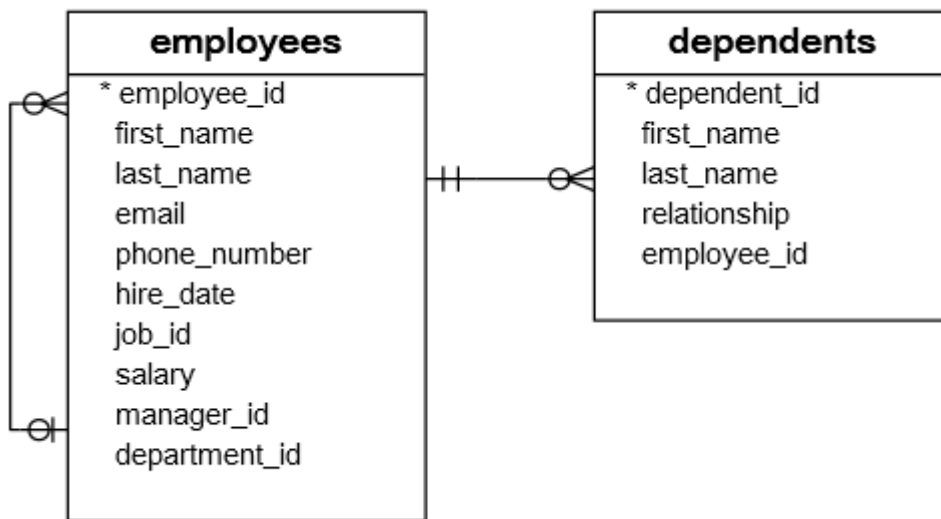 employees
* employee_id
first_name
last_name
email
phone_number
hire_date
job_id
salary
manager_id
department_id
dependents
* dependent_id
first_name
last_name
relationship
employee_id